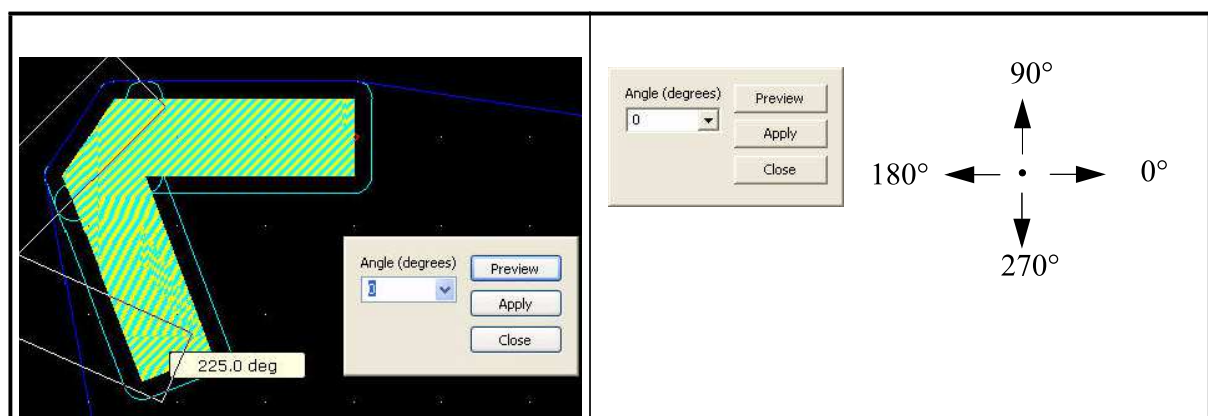 Angle (degrees)
0
Preview
Apply
Close
225.0 deg
Angle (degrees)
0
Preview
Apply
Close
90°
180°
0°
270°